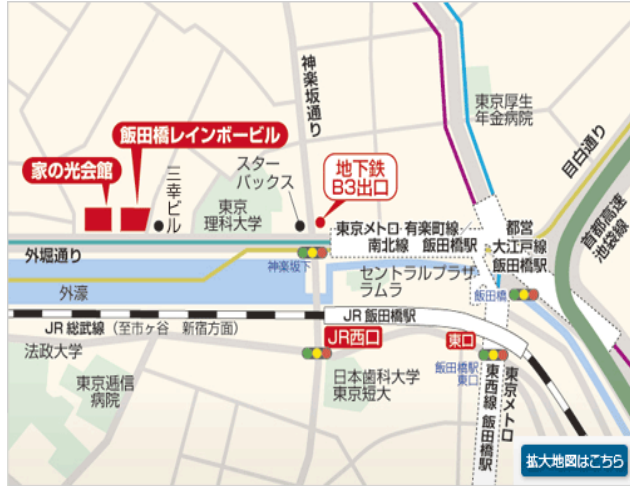 神楽坂通り
東京厚生
年金病院
目白通り
飯田橋レインボービル
家の光会館
三幸ビル
スター
バックス
地下鉄
B3出口
東京
理科大学
東京メトロ 有楽町線
南北線 飯田橋駅
都営
大江戸線
飯田橋駅
首都高速
池袋線
外堀通り
神楽坂下
セントラルプラザ
ラムラ
飯田橋
外濠
JR 飯田橋駅
JR 総武線(至市ヶ谷 新宿方面)
JR西口
東口
法政大学
飯田橋駅
東口
東京逓信
病院
日本歯科大学
東京短大
東京メトロ
東西線 飯田橋駅
拡大地図はこちら